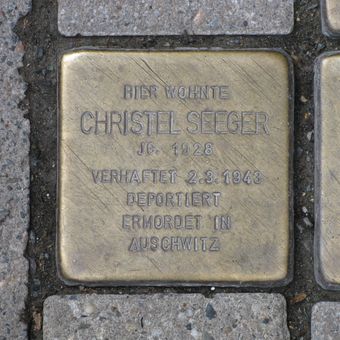 HIER WOHNTE
CHRISTEL SEEGER
JG. 1928
VERHAFTET 2.3.1943
DEPORTIERT
ERMORDET IN
AUSCHWITZ